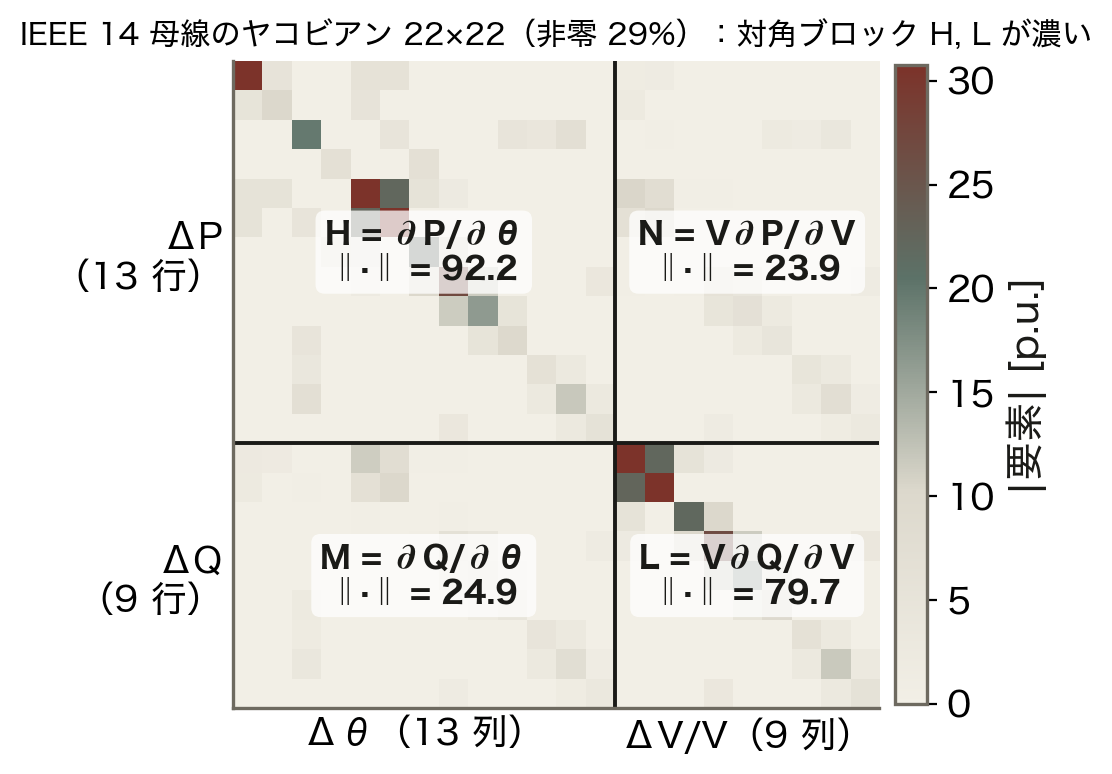 IEEE 14 母線のヤコビアン 22×22（非零 29%）：対角ブロック H, L が濃い
ΔP
（13 行）
H = ∂P/∂θ
‖·‖ = 92.2
N = V∂P/∂V
‖·‖ = 23.9
ΔQ
（9 行）
M = ∂Q/∂θ
‖·‖ = 24.9
L = V∂Q/∂V
‖·‖ = 79.7
Δθ（13 列）
ΔV/V（9 列）
30
25
20
15
10
5
0
|要素| [p.u.]